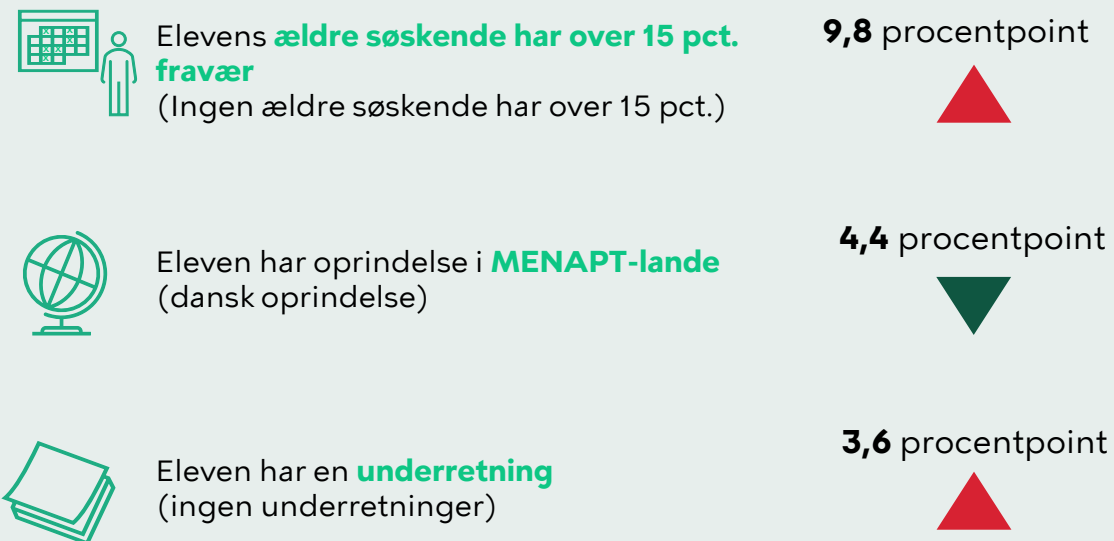 Elevens ældre søskende har over 15 pct.
fravær
(Ingen ældre søskende har over 15 pct.)
9,8 procentpoint
Eleven har oprindelse i MENAPT-lande
(dansk oprindelse)
4,4 procentpoint
Eleven har en underretning
(ingen underretninger)
3,6 procentpoint